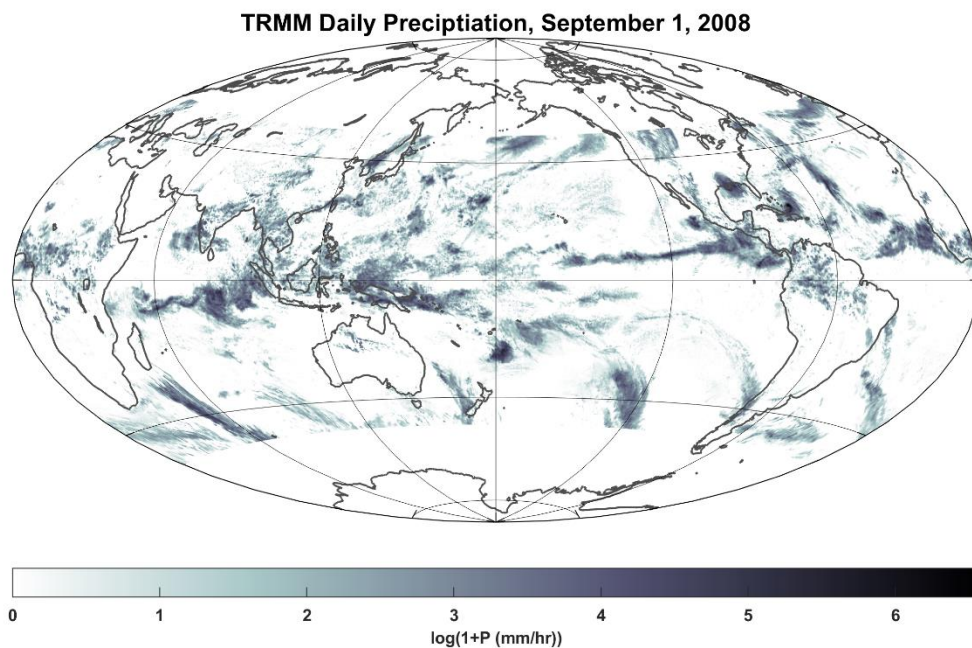 TRMM Daily Preciptiation, September 1, 2008
0 1 2 3 4 5 6
log(1+P (mm/hr))